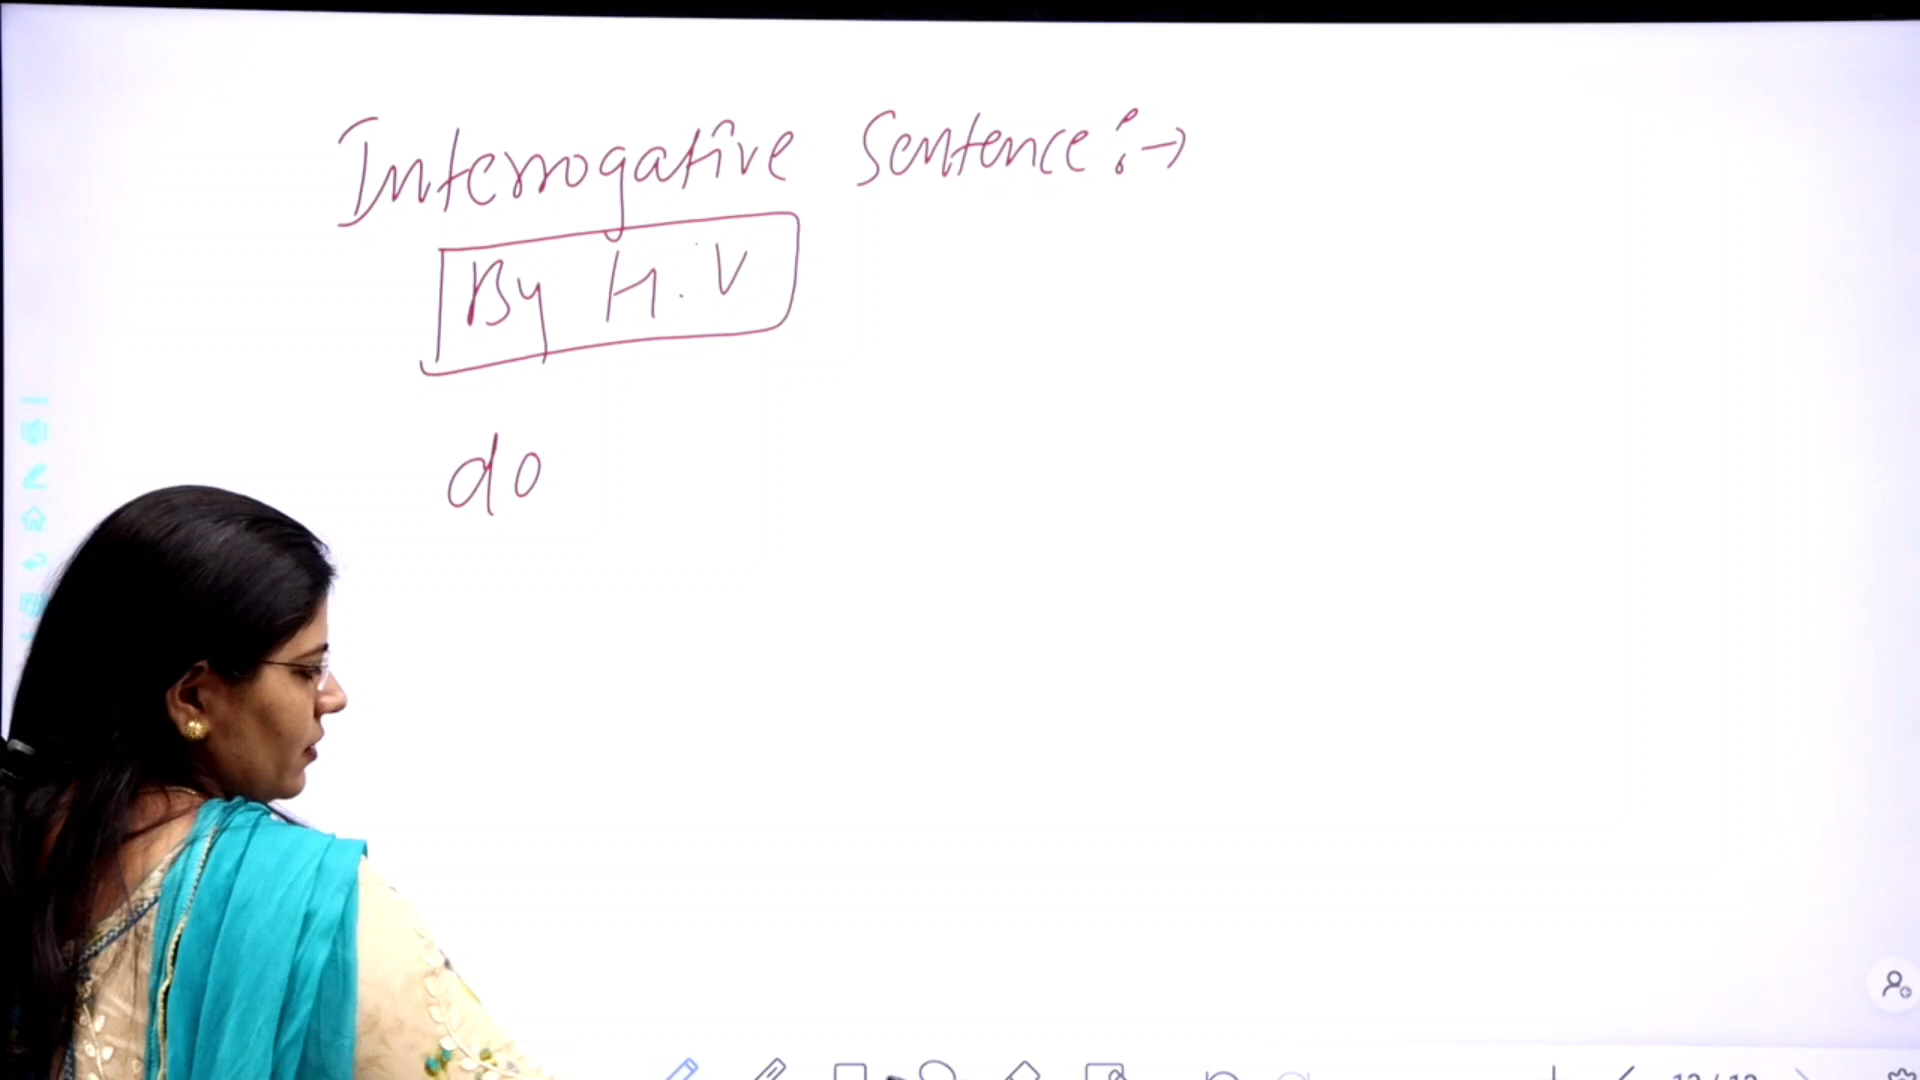 Interrogative Sentence :→
By H.V
do